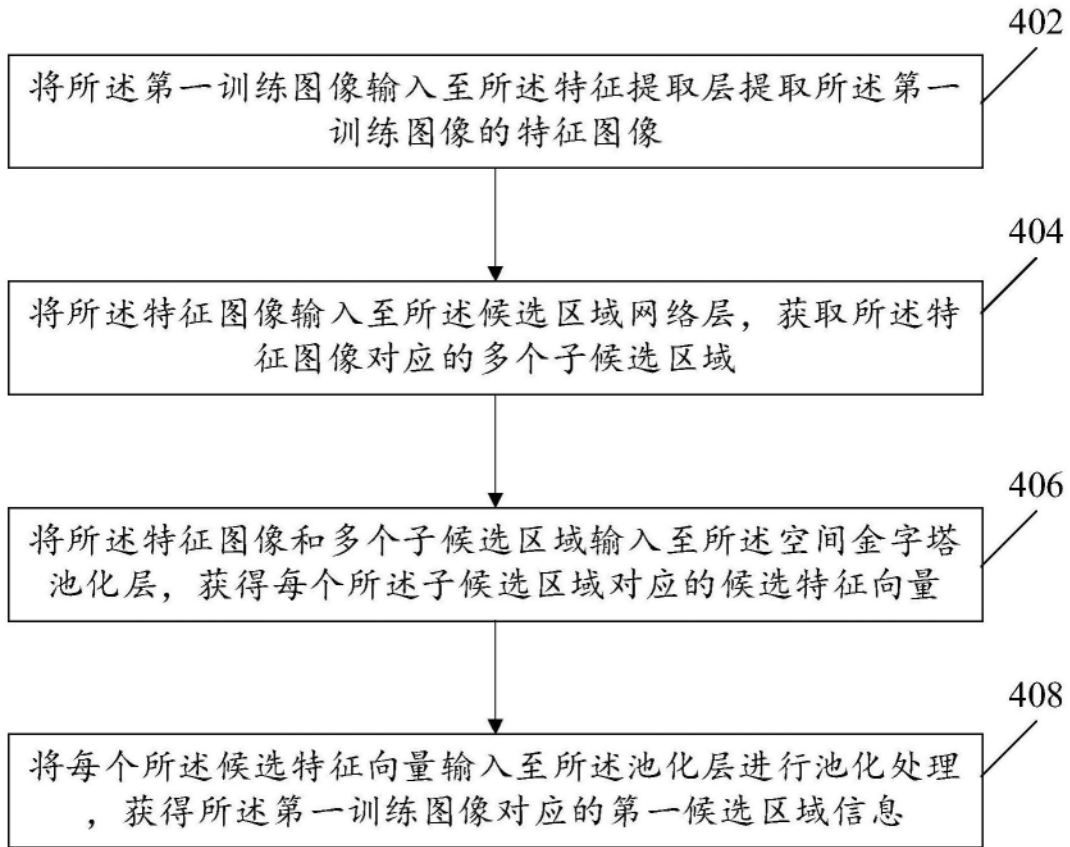 402
将所述第一训练图像输入至所述特征提取层提取所述第一
训练图像的特征图像
404
将所述特征图像输入至所述候选区域网络层，获取所述特
征图像对应的多个子候选区域
406
将所述特征图像和多个子候选区域输入至所述空间金字塔
池化层，获得每个所述子候选区域对应的候选特征向量
408
将每个所述候选特征向量输入至所述池化层进行池化处理
，获得所述第一训练图像对应的第一候选区域信息